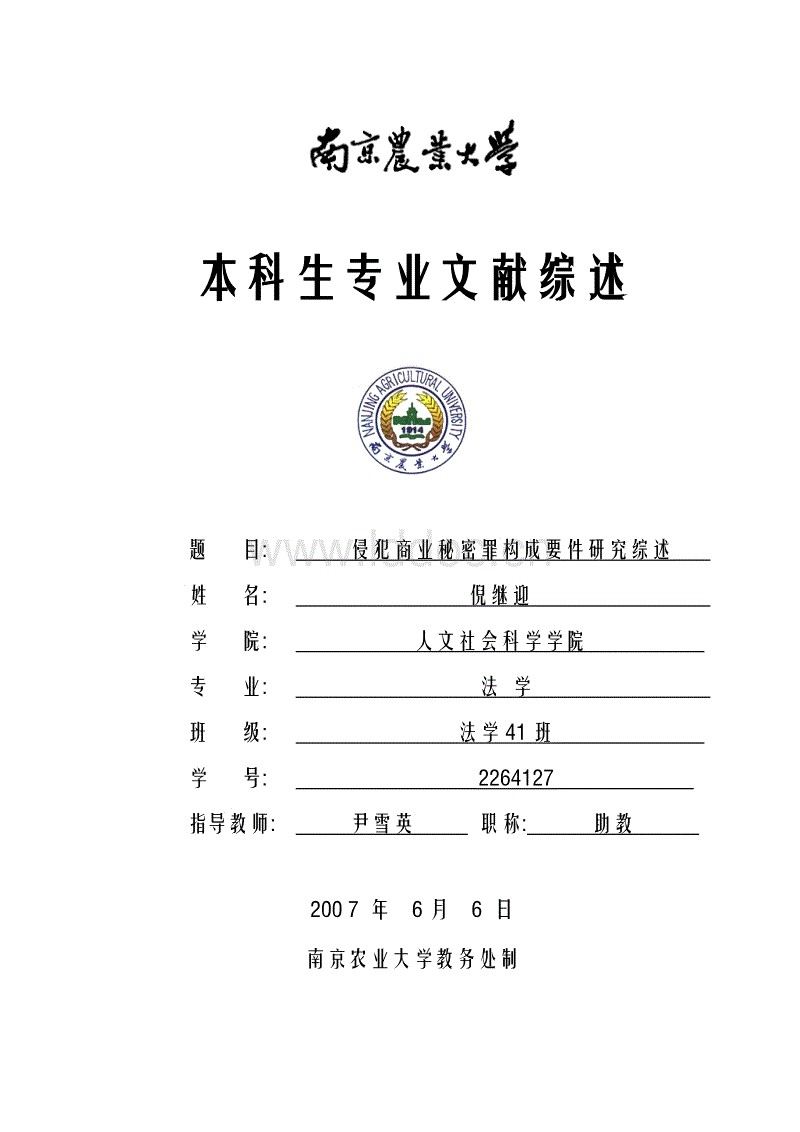 南京農業大學
本科生专业文献综述
NANJING AGRICULTURAL UNIVERSITY
1914
南京农业大学
www.lddoc.cn
题 目: 侵犯商业秘密罪构成要件研究综述
姓 名: 倪继迎
学 院: 人文社会科学学院
专 业: 法 学
班 级: 法学41班
学 号: 2264127
指导教师: 尹雪英 职称: 助教
2007 年 6月 6 日
南京农业大学教务处制